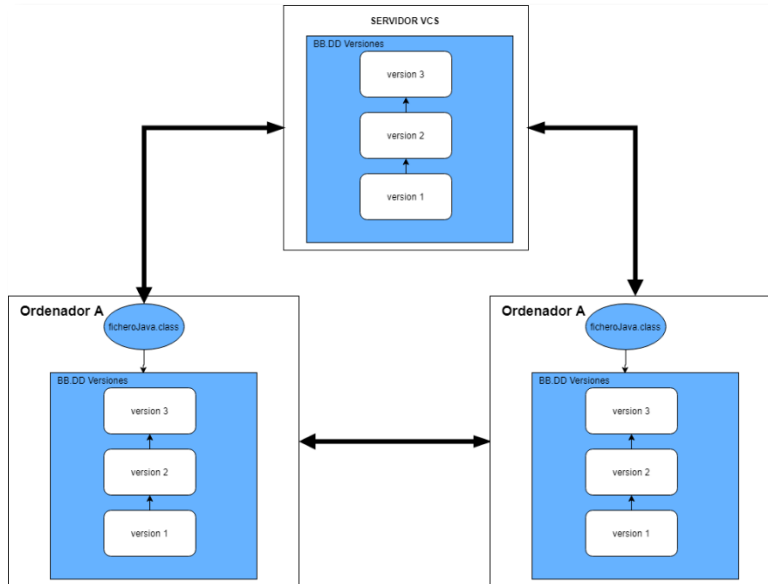 SERVIDOR VCS
BB.DD Versiones
version 3
version 2
version 1
Ordenador A
ficheroJava.class
BB.DD Versiones
version 3
version 2
version 1
Ordenador A
ficheroJava.class
BB.DD Versiones
version 3
version 2
version 1